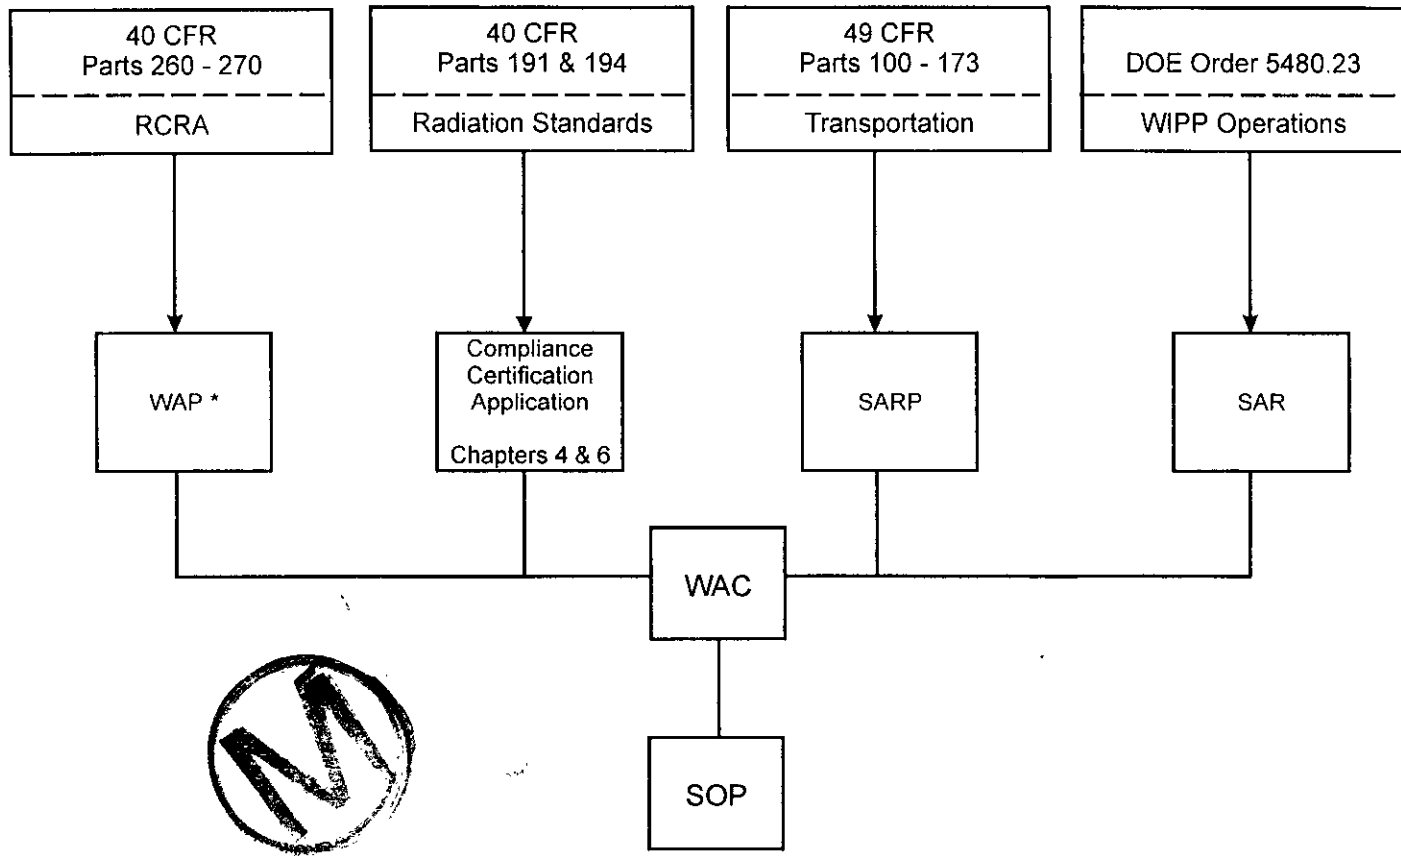 40 CFR
Parts 260 - 270
RCRA
40 CFR
Parts 191 & 194
Radiation Standards
49 CFR
Parts 100 - 173
Transportation
DOE Order 5480.23
WIPP Operations
WAP *
Compliance
Certification
Application
Chapters 4 & 6
SARP
SAR
WAC
SOP
M